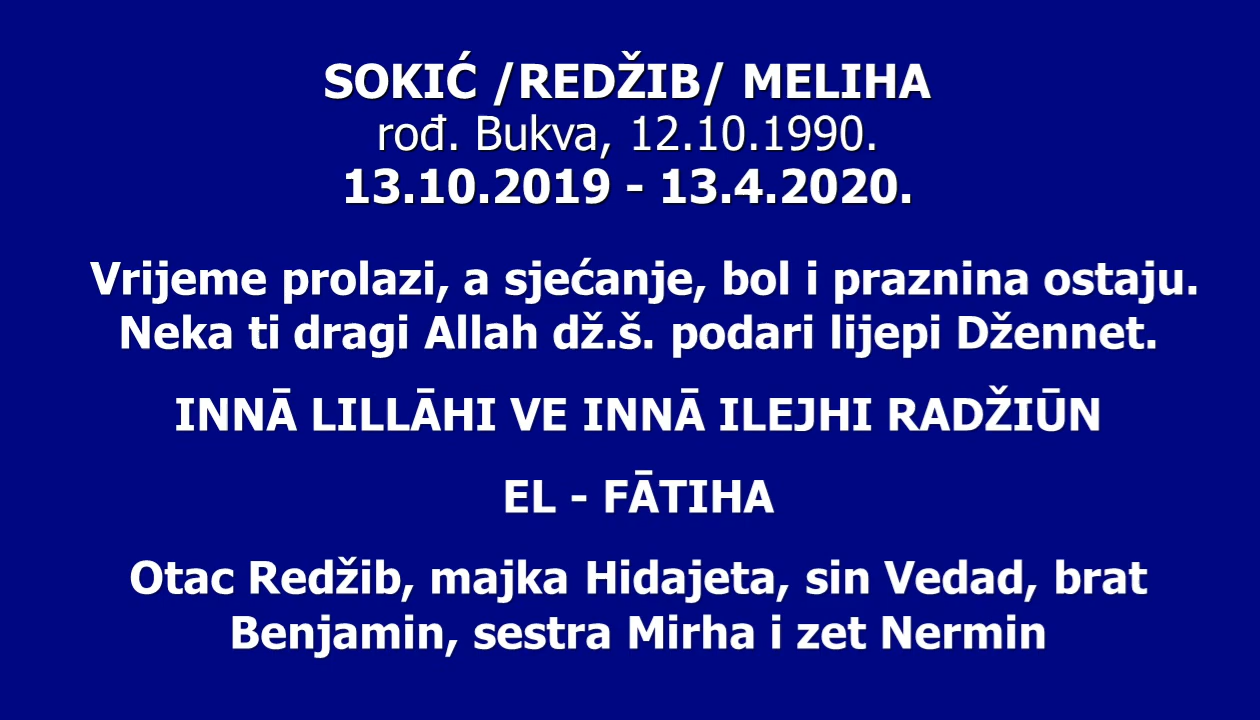 SOKIĆ /REDŽIB/ MELIHA
rođ. Bukva, 12.10.1990.
13.10.2019 - 13.4.2020.
Vrijeme prolazi, a sjećanje, bol i praznina ostaju.
Neka ti dragi Allah dž.š. podari lijepi Džennet.
INNĀ LILLĀHI VE INNĀ ILEJHI RADŽIŪN
EL - FĀTIHA
Otac Redžib, majka Hidajeta, sin Vedad, brat
Benjamin, sestra Mirha i zet Nermin